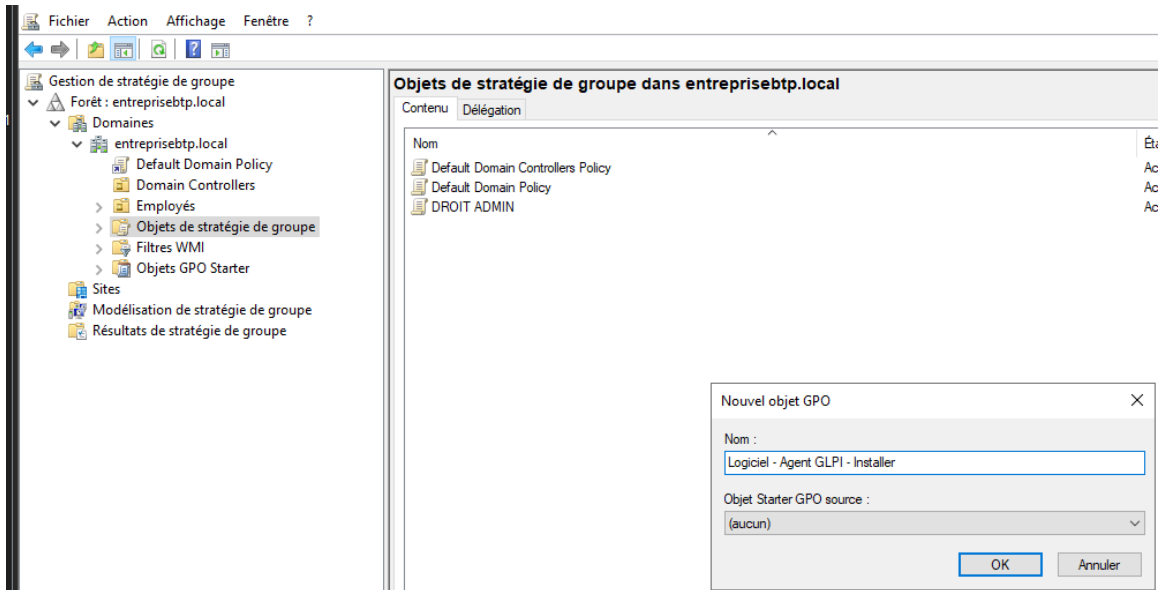 Fichier Action Affichage Fenêtre ?
Gestion de stratégie de groupe
Forêt : entreprisebtp.local
Domaines
entreprisebtp.local
Default Domain Policy
Domain Controllers
Employés
Objets de stratégie de groupe
Filtres WMI
Objets GPO Starter
Sites
Modélisation de stratégie de groupe
Résultats de stratégie de groupe
Objets de stratégie de groupe dans entreprisebtp.local
Contenu Délégation
Nom Éta
Default Domain Controllers Policy Ac
Default Domain Policy Ac
DROIT ADMIN Ac
Nouvel objet GPO
Nom :
Logiciel - Agent GLPI - Installer
Objet Starter GPO source :
(aucun)
OK Annuler